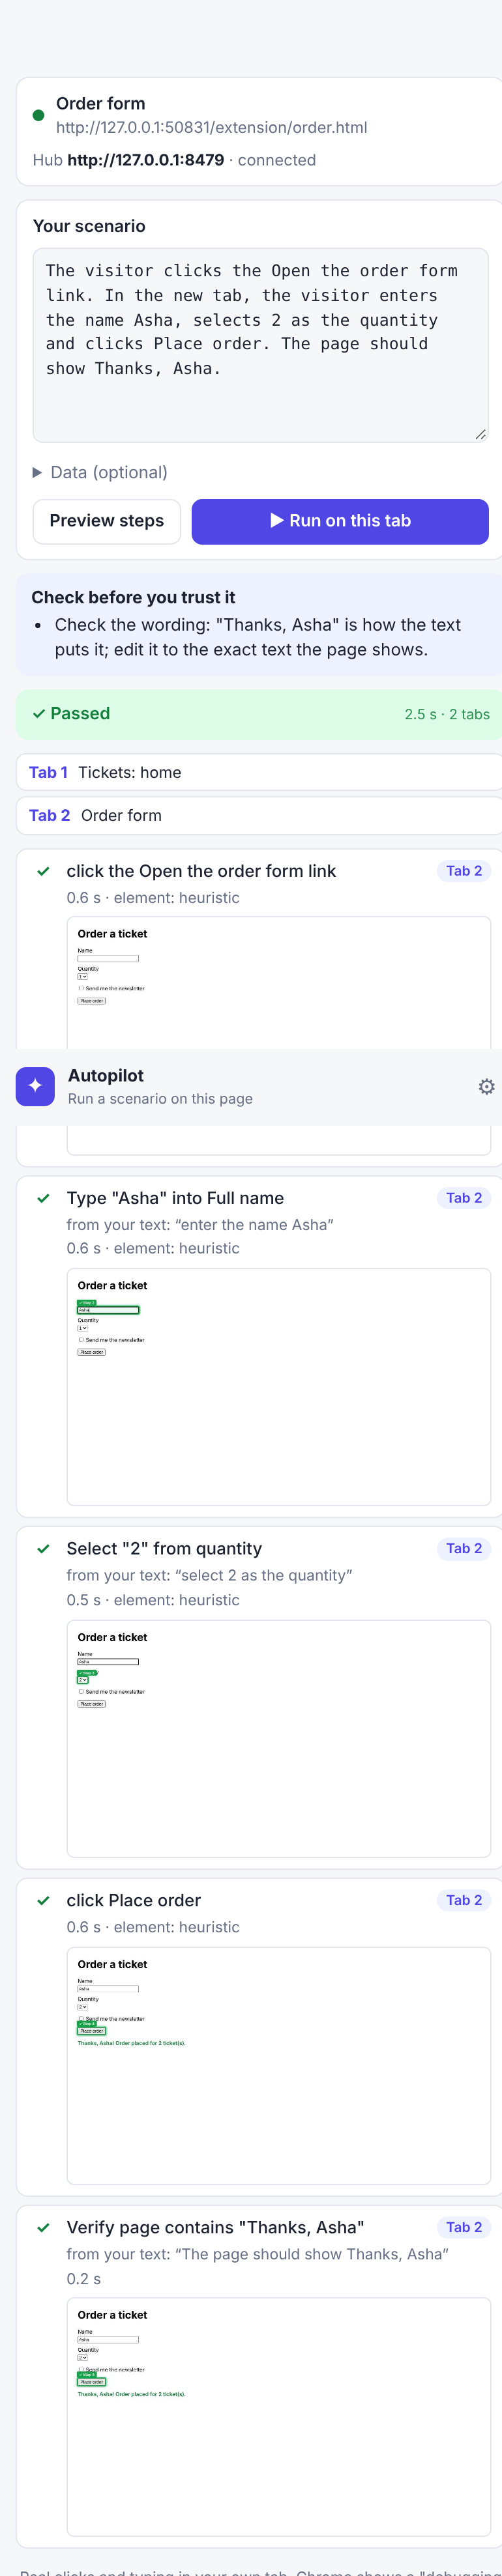 Order form
http://127.0.0.1:50831/extension/order.html
Hub http://127.0.0.1:8479 · connected
Your scenario
The visitor clicks the Open the order form
link. In the new tab, the visitor enters
the name Asha, selects 2 as the quantity
and clicks Place order. The page should
show Thanks, Asha.
▶ Data (optional)
Preview steps
▶ Run on this tab
Check before you trust it
• Check the wording: "Thanks, Asha" is how the text
puts it; edit it to the exact text the page shows.
✓ Passed
2.5 s · 2 tabs
Tab 1 Tickets: home
Tab 2 Order form
✓ click the Open the order form link
Tab 2
0.6 s · element: heuristic
Order a ticket
Name
Quantity
1
Send me the newsletter
Place order
Autopilot
Run a scenario on this page
✓ Type "Asha" into Full name
Tab 2
from your text: “enter the name Asha”
0.6 s · element: heuristic
Order a ticket
Asha
Quantity
1
Send me the newsletter
Place order
✓ Select "2" from quantity
Tab 2
from your text: “select 2 as the quantity”
0.5 s · element: heuristic
Order a ticket
Name
Asha
2
Send me the newsletter
Place order
✓ click Place order
Tab 2
0.6 s · element: heuristic
Order a ticket
Name
Asha
Quantity
2
Send me the newsletter
Place order
Thanks, Asha! Order placed for 2 ticket(s).
✓ Verify page contains "Thanks, Asha"
Tab 2
from your text: “The page should show Thanks, Asha”
0.2 s
Order a ticket
Name
Asha
Quantity
2
Send me the newsletter
Place order
Thanks, Asha! Order placed for 2 ticket(s).